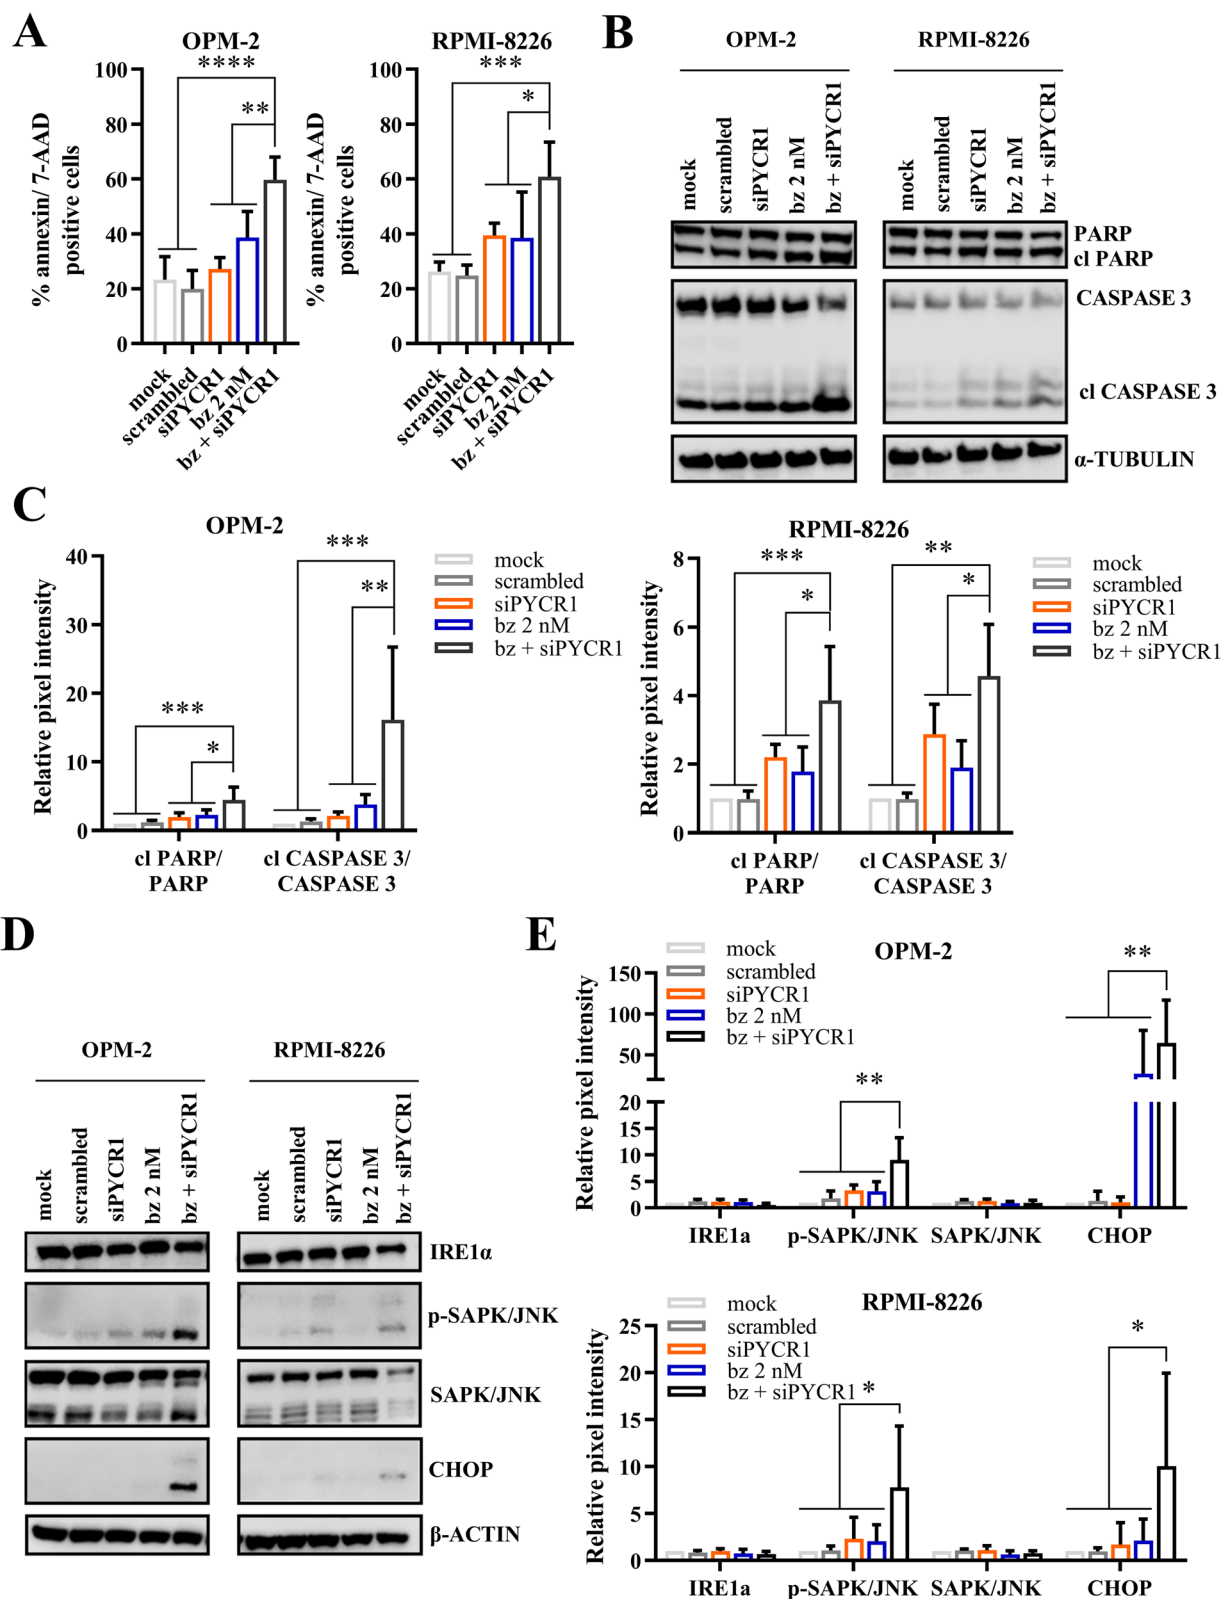 A
OPM-2
RPMI-8226
% annexin/ 7-AAD
positive cells
100
80
60
40
20
0
****
**
mock
scrambled
siPYCR1
bz 2 nM
bz + siPYCR1
% annexin/ 7-AAD
positive cells
100
80
60
40
20
0
***
*
mock
scrambled
siPYCR1
bz 2 nM
bz + siPYCR1
B
OPM-2
RPMI-8226
mock
scrambled
siPYCR1
bz 2 nM
bz + siPYCR1
mock
scrambled
siPYCR1
bz 2 nM
bz + siPYCR1
PARP
cl PARP
CASPASE 3
cl CASPASE 3
α-TUBULIN
C
OPM-2
Relative pixel intensity
40
30
20
10
0
***
*
***
**
cl PARP/
PARP
cl CASPASE 3/
CASPASE 3
mock
scrambled
siPYCR1
bz 2 nM
bz + siPYCR1
RPMI-8226
Relative pixel intensity
8
6
4
2
0
***
*
**
*
cl PARP/
PARP
cl CASPASE 3/
CASPASE 3
mock
scrambled
siPYCR1
bz 2 nM
bz + siPYCR1
D
OPM-2
RPMI-8226
mock
scrambled
siPYCR1
bz 2 nM
bz + siPYCR1
mock
scrambled
siPYCR1
bz 2 nM
bz + siPYCR1
IRE1α
p-SAPK/JNK
SAPK/JNK
CHOP
β-ACTIN
E
OPM-2
mock
scrambled
siPYCR1
bz 2 nM
bz + siPYCR1
Relative pixel intensity
150
100
50
20
15
10
5
0
**
**
IRE1a
p-SAPK/JNK
SAPK/JNK
CHOP
RPMI-8226
mock
scrambled
siPYCR1
bz 2 nM
bz + siPYCR1
Relative pixel intensity
25
20
15
10
5
0
*
*
IRE1a
p-SAPK/JNK
SAPK/JNK
CHOP